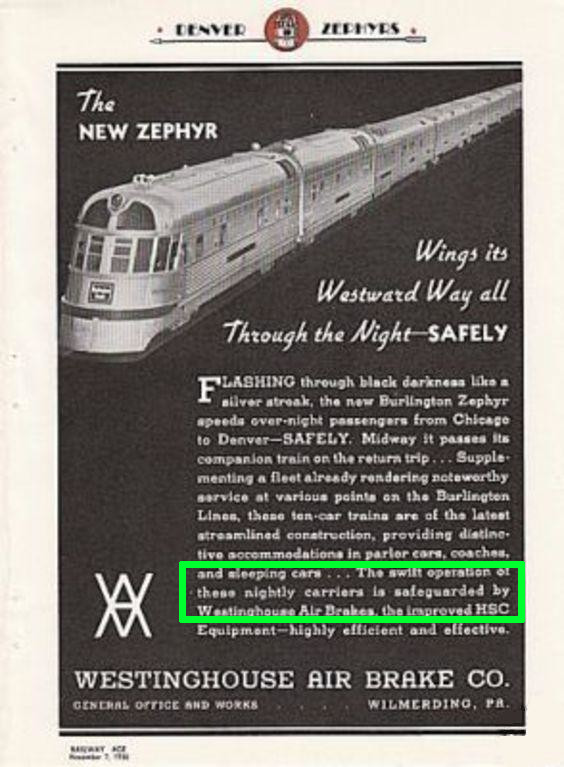 DENVER ZEPHYRS
The
NEW ZEPHYR
Wings its
Westward Way all
Through the Night—SAFELY
FLASHING through black darkness like a
silver streak, the new Burlington Zephyr
speeds over-night passengers from Chicago
to Denver—SAFELY. Midway it passes its
companion train on the return trip . . . Supple-
menting a fleet already rendering noteworthy
service at various points on the Burlington
Lines, these ten-car trains are of the latest
streamlined construction, providing distinc-
tive accommodations in parlor cars, coaches,
and sleeping cars . . . The swift operation of
these nightly carriers is safeguarded by
Westinghouse Air Brakes, the improved HSC
Equipment—highly efficient and effective.
WESTINGHOUSE AIR BRAKE CO.
GENERAL OFFICE AND WORKS . . . . WILMERDING, PA.
RAILWAY AGE
November 7, 1936